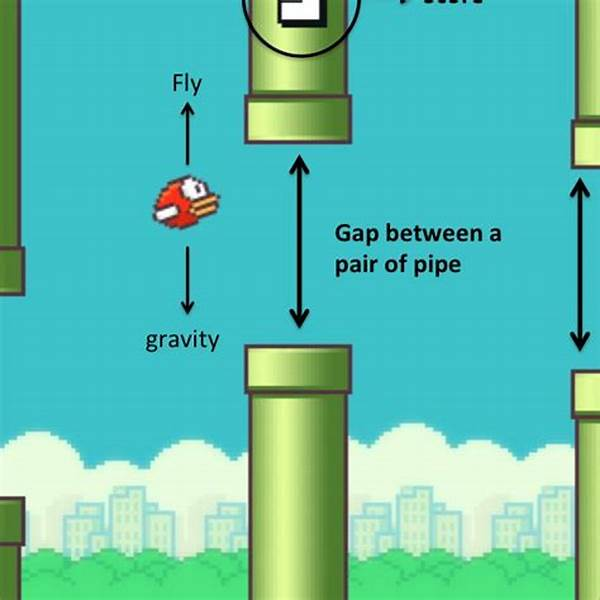 Fly
Gap between a
pair of pipe
gravity